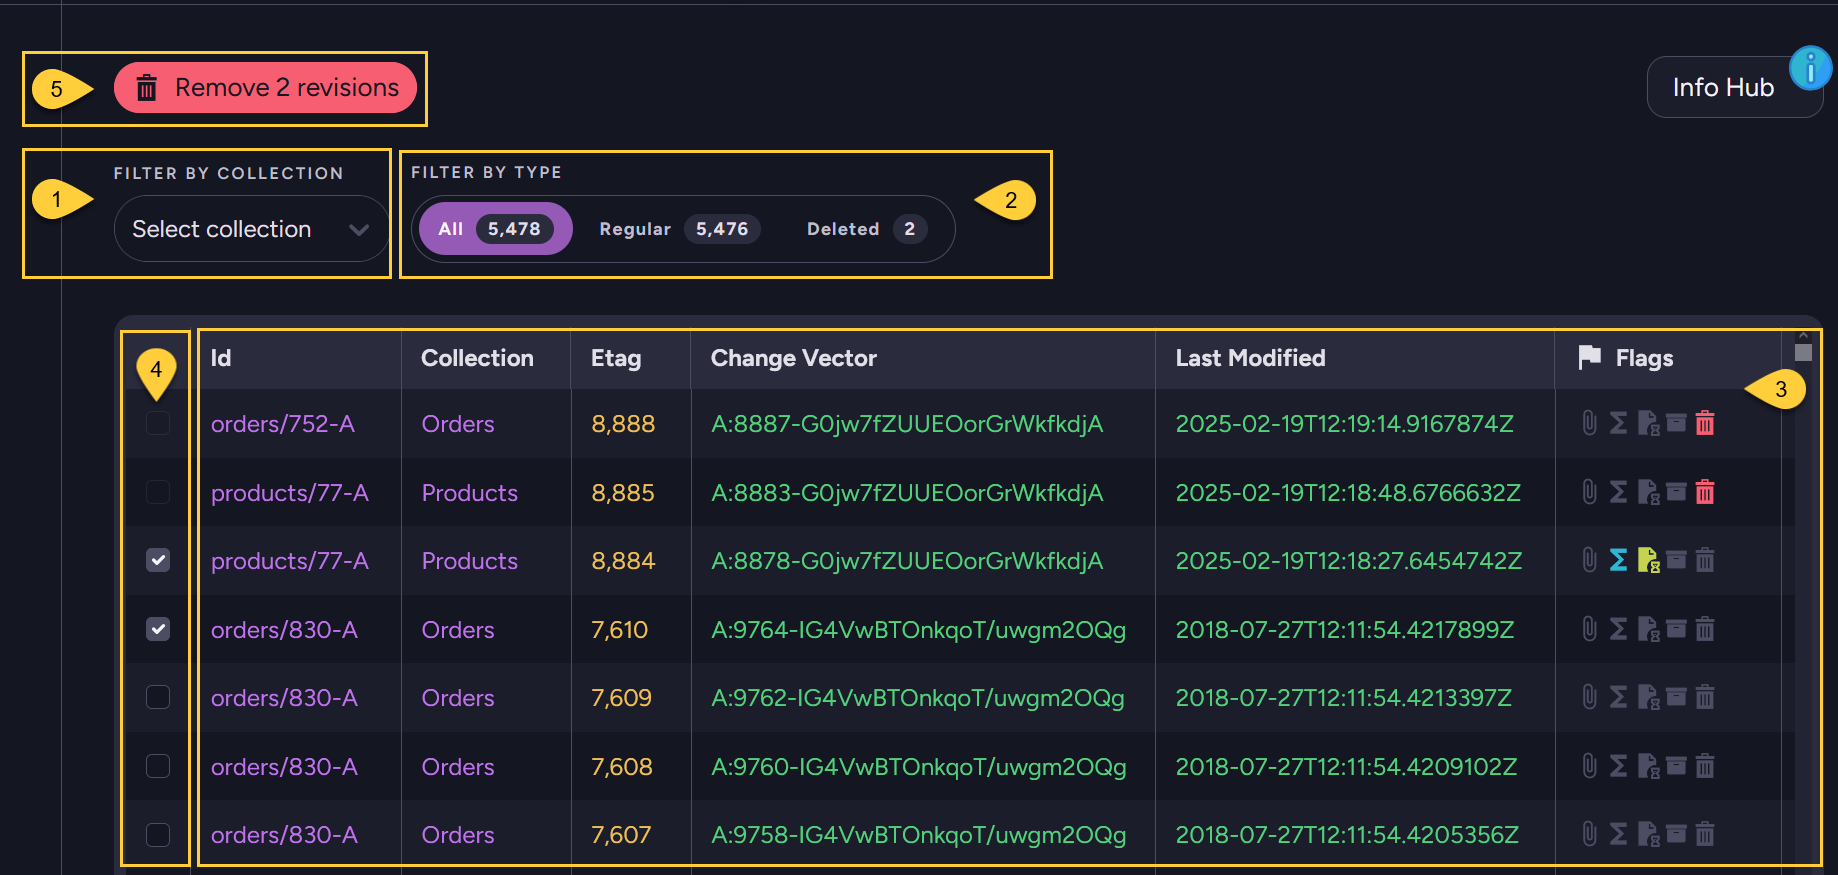 5
Remove 2 revisions
Info Hub
1
FILTER BY COLLECTION
Select collection
FILTER BY TYPE
All 5,478 Regular 5,476 Deleted 2
2
4
Id Collection Etag Change Vector Last Modified Flags
3
orders/752-A Orders 8,888 A:8887-G0jw7fZUUEOorGrWkfkdjA 2025-02-19T12:19:14.9167874Z
products/77-A Products 8,885 A:8883-G0jw7fZUUEOorGrWkfkdjA 2025-02-19T12:18:48.6766632Z
products/77-A Products 8,884 A:8878-G0jw7fZUUEOorGrWkfkdjA 2025-02-19T12:18:27.6454742Z
orders/830-A Orders 7,610 A:9764-IG4VwBTOnkqoT/uwgm2OQg 2018-07-27T12:11:54.4217899Z
orders/830-A Orders 7,609 A:9762-IG4VwBTOnkqoT/uwgm2OQg 2018-07-27T12:11:54.4213397Z
orders/830-A Orders 7,608 A:9760-IG4VwBTOnkqoT/uwgm2OQg 2018-07-27T12:11:54.4209102Z
orders/830-A Orders 7,607 A:9758-IG4VwBTOnkqoT/uwgm2OQg 2018-07-27T12:11:54.4205356Z